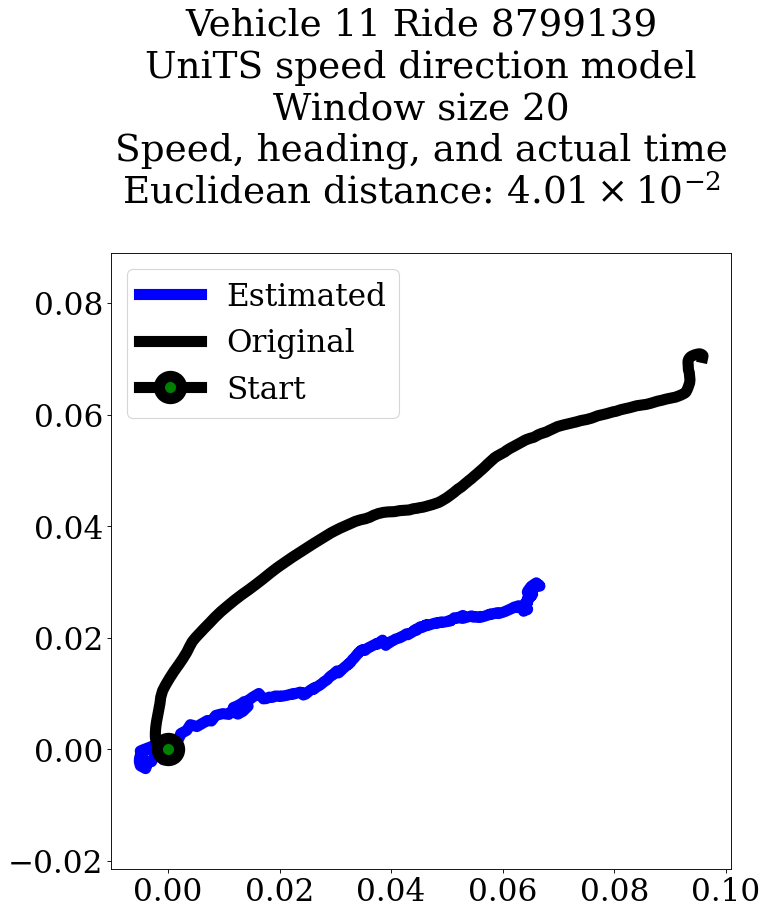 Vehicle 11 Ride 8799139
UniTS speed direction model
Window size 20
Speed, heading, and actual time
Euclidean distance: 4.01 × 10⁻²
Estimated
Original
Start
0.08
0.06
0.04
0.02
0.00
−0.02
0.00 0.02 0.04 0.06 0.08 0.10